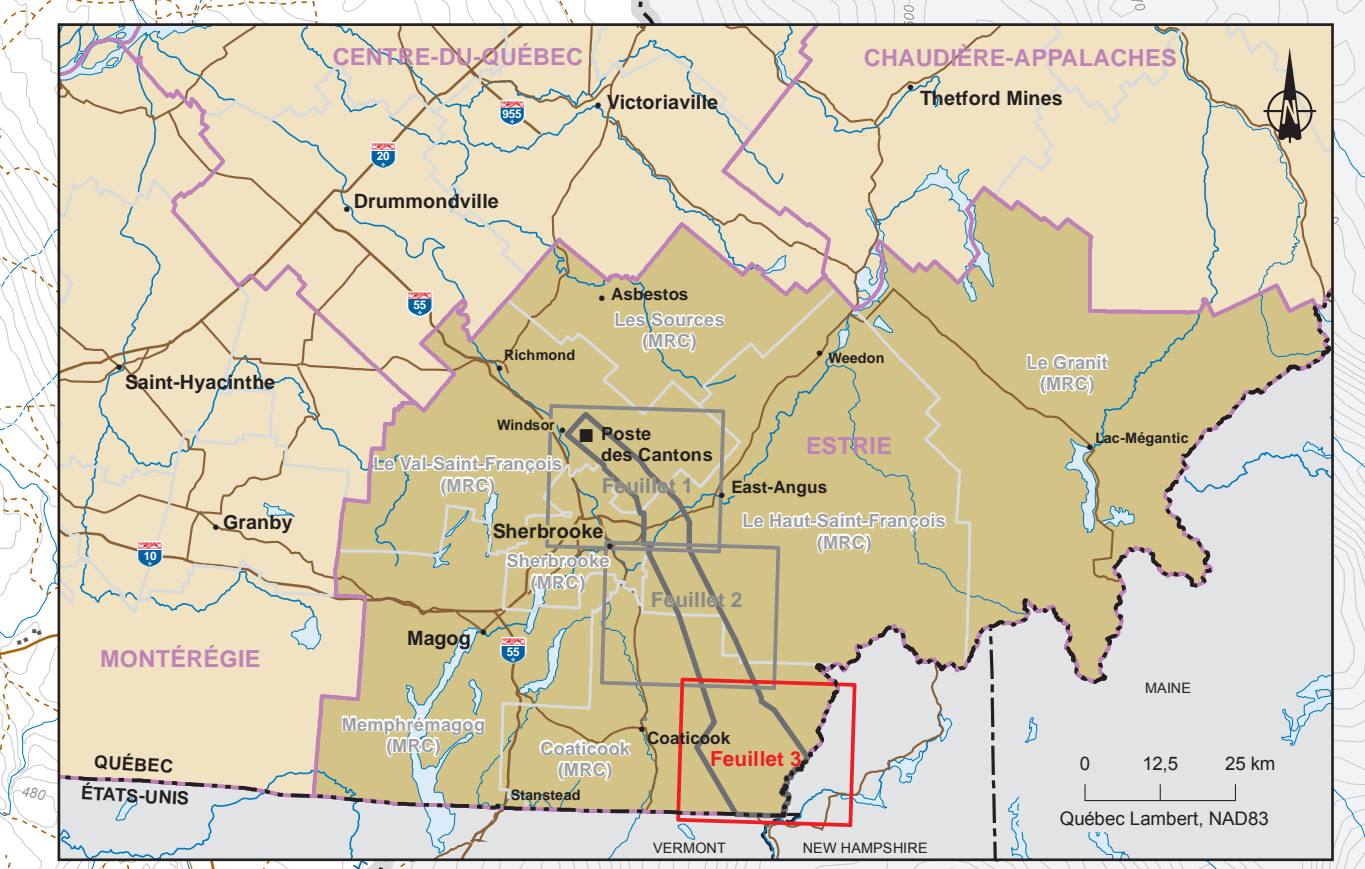 CENTRE-DU-QUÉBEC
CHAUDIÈRE-APPALACHES
955
Victoriaville
Thetford Mines
N
20
Drummondville
55
Asbestos
Les Sources
(MRC)
Richmond
Weedon
Le Granit
(MRC)
Saint-Hyacinthe
Windsor
Poste
des Cantons
ESTRIE
Lac-Mégantic
Le Val-Saint-François
(MRC)
Feuillet 1
East-Angus
Granby
Le Haut-Saint-François
(MRC)
Sherbrooke
10
Sherbrooke
(MRC)
Feuillet 2
Magog
55
MONTÉRÉGIE
MAINE
Memphrémagog
(MRC)
Coaticook
Coaticook
(MRC)
Feuillet 3
QUÉBEC
ÉTATS-UNIS
480
Stanstead
0 12,5 25 km
Québec Lambert, NAD83
VERMONT
NEW HAMPSHIRE